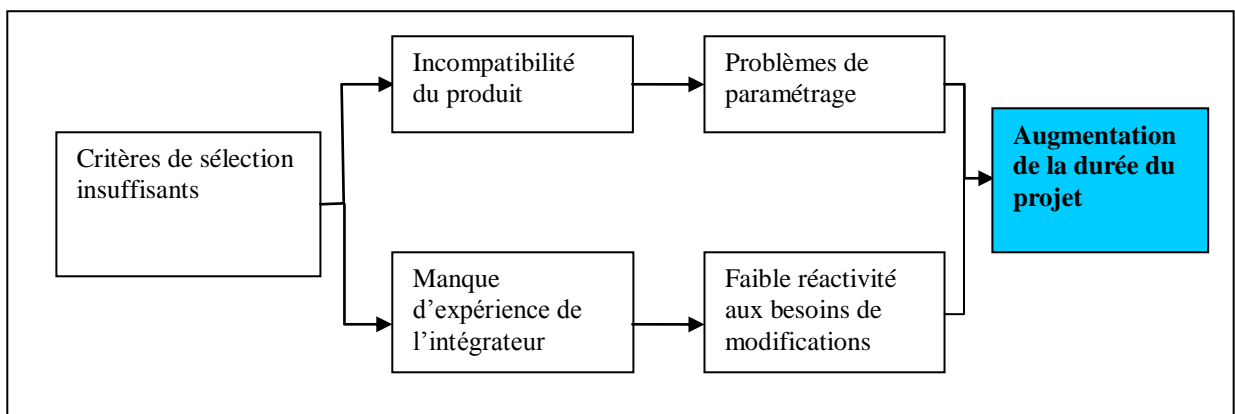 Critères de sélection
insuffisants
Incompatibilité
du produit
Problèmes de
paramétrage
Manque
d’expérience de
l’intégrateur
Faible réactivité
aux besoins de
modifications
Augmentation
de la durée du
projet